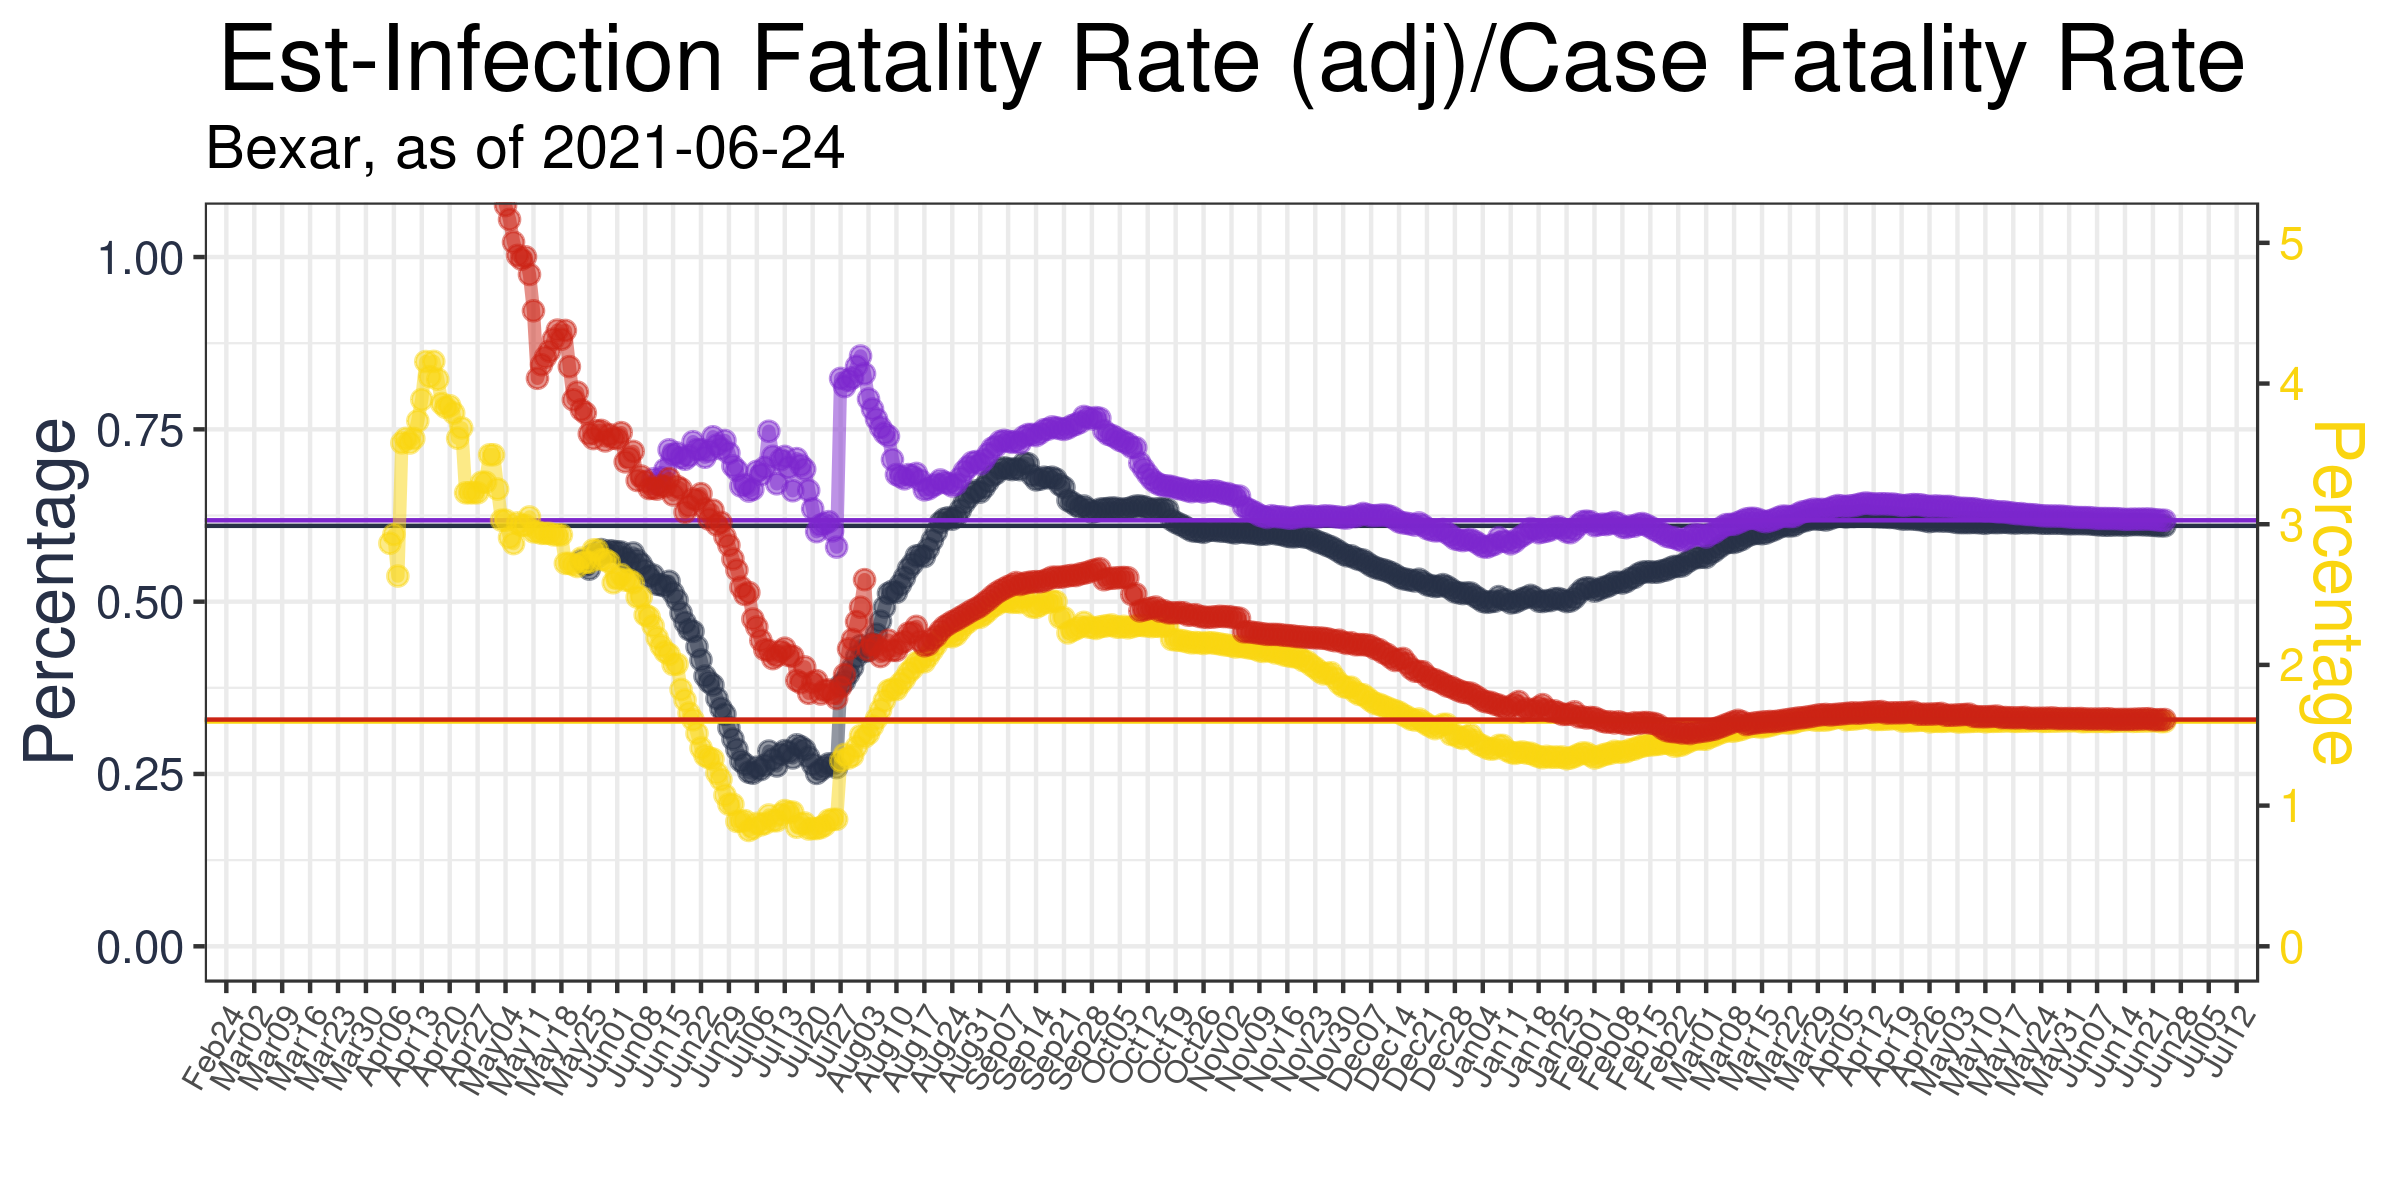 Est-Infection Fatality Rate (adj)/Case Fatality Rate
Bexar, as of 2021-06-24
Percentage
1.00
0.75
0.50
0.25
0.00
5
4
3
2
1
0
Percentage
Feb24
Mar02
Mar09
Mar16
Mar23
Mar30
Apr06
Apr13
Apr20
Apr27
May04
May11
May18
May25
Jun01
Jun08
Jun15
Jun22
Jun29
Jul06
Jul13
Jul20
Jul27
Aug03
Aug10
Aug17
Aug24
Aug31
Sep07
Sep14
Sep21
Sep28
Oct05
Oct12
Oct19
Oct26
Nov02
Nov09
Nov16
Nov23
Nov30
Dec07
Dec14
Dec21
Dec28
Jan04
Jan11
Jan18
Jan25
Feb01
Feb08
Feb15
Feb22
Mar01
Mar08
Mar15
Mar22
Mar29
Apr05
Apr12
Apr19
Apr26
May03
May10
May17
May24
May31
Jun07
Jun14
Jun21
Jun28
Jul05
Jul12